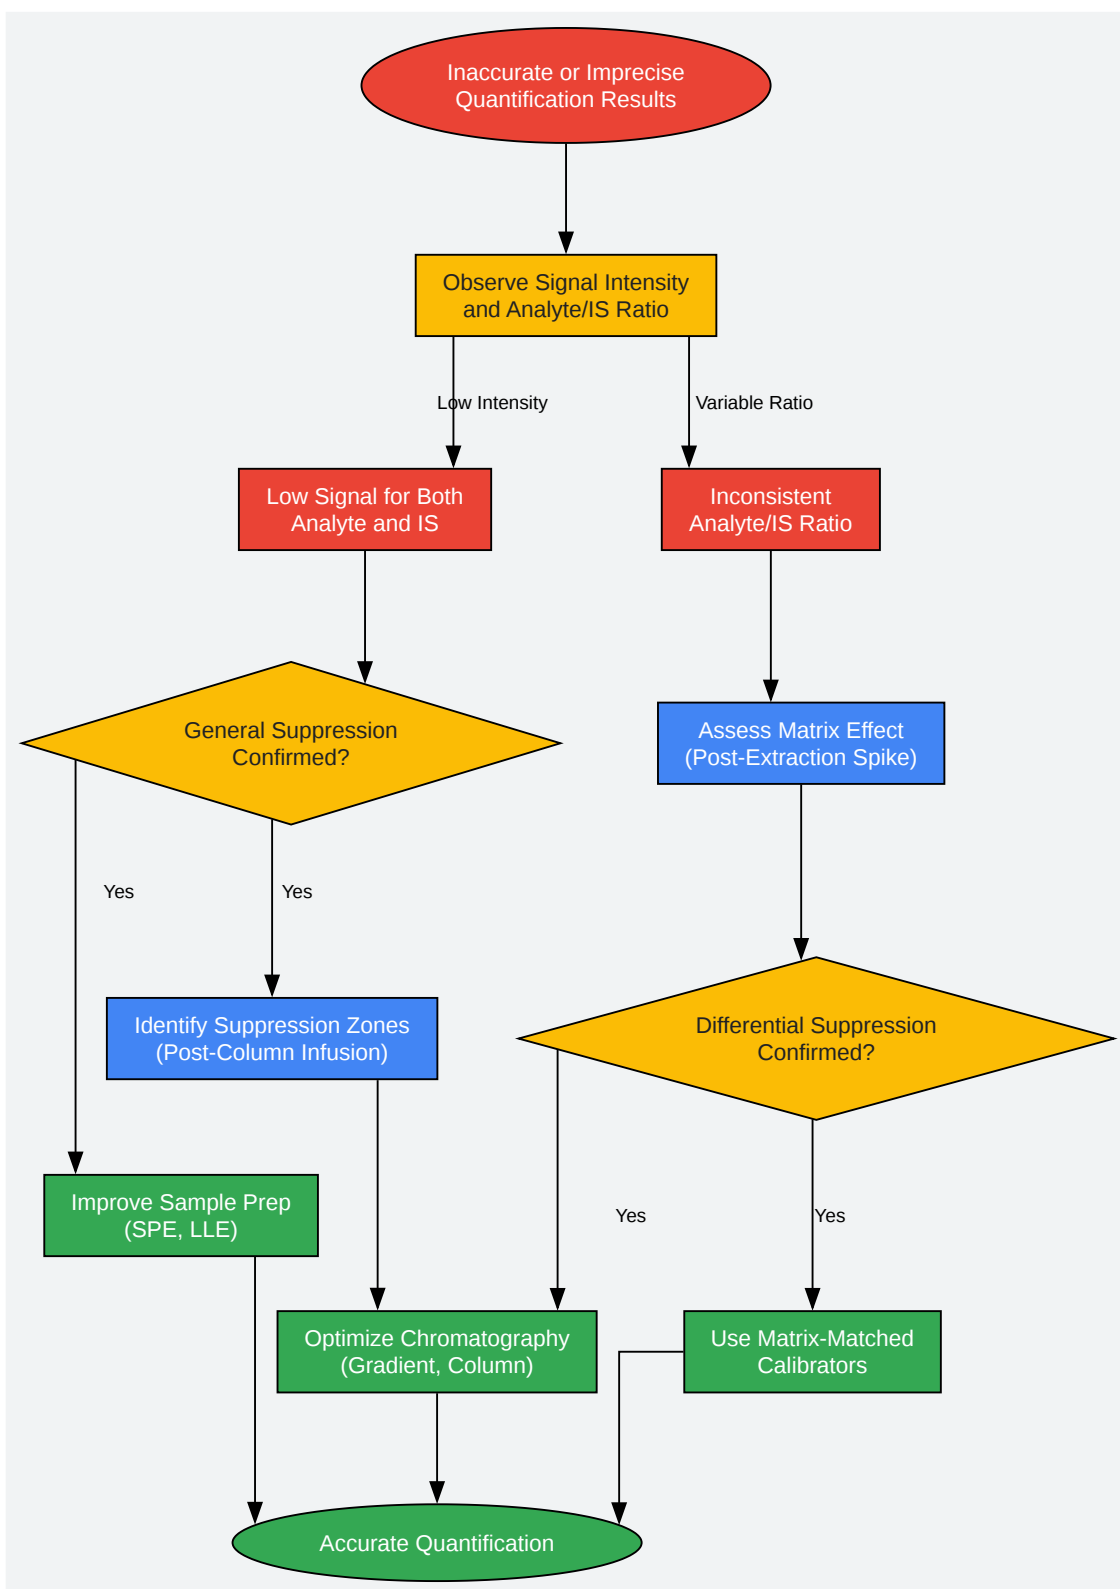 Inaccurate or Imprecise
Quantification Results
Observe Signal Intensity
and Analyte/IS Ratio
Low Intensity
Variable Ratio
Low Signal for Both
Analyte and IS
Inconsistent
Analyte/IS Ratio
General Suppression
Confirmed?
Assess Matrix Effect
(Post-Extraction Spike)
Yes
Yes
Identify Suppression Zones
(Post-Column Infusion)
Differential Suppression
Confirmed?
Improve Sample Prep
(SPE, LLE)
Yes
Yes
Optimize Chromatography
(Gradient, Column)
Use Matrix-Matched
Calibrators
Accurate Quantification